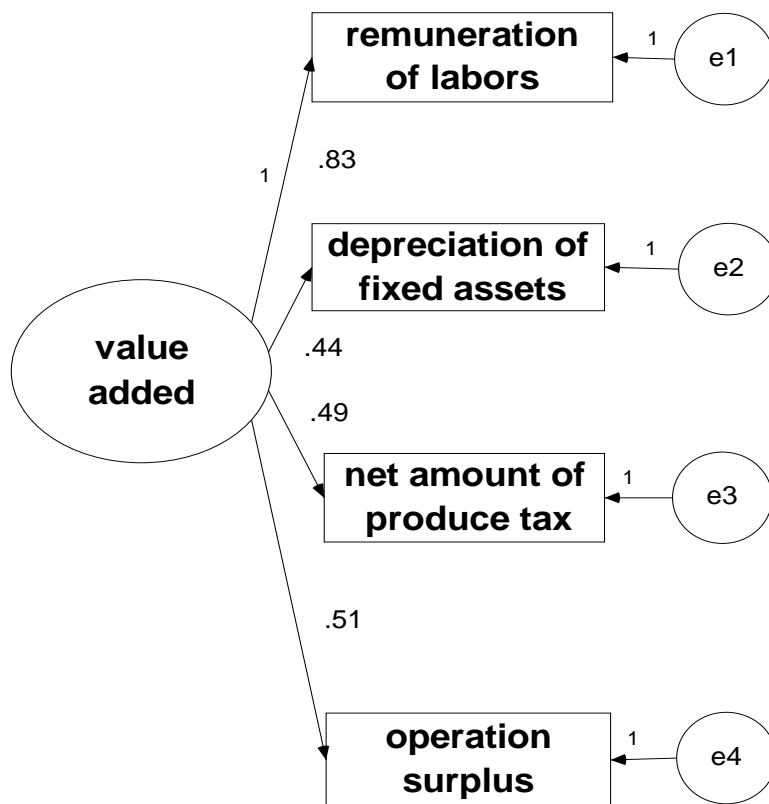 remuneration
of labors
1
e1
.83
1
depreciation of
fixed assets
1
e2
value
added
.44
.49
net amount of
produce tax
1
e3
.51
operation
surplus
1
e4